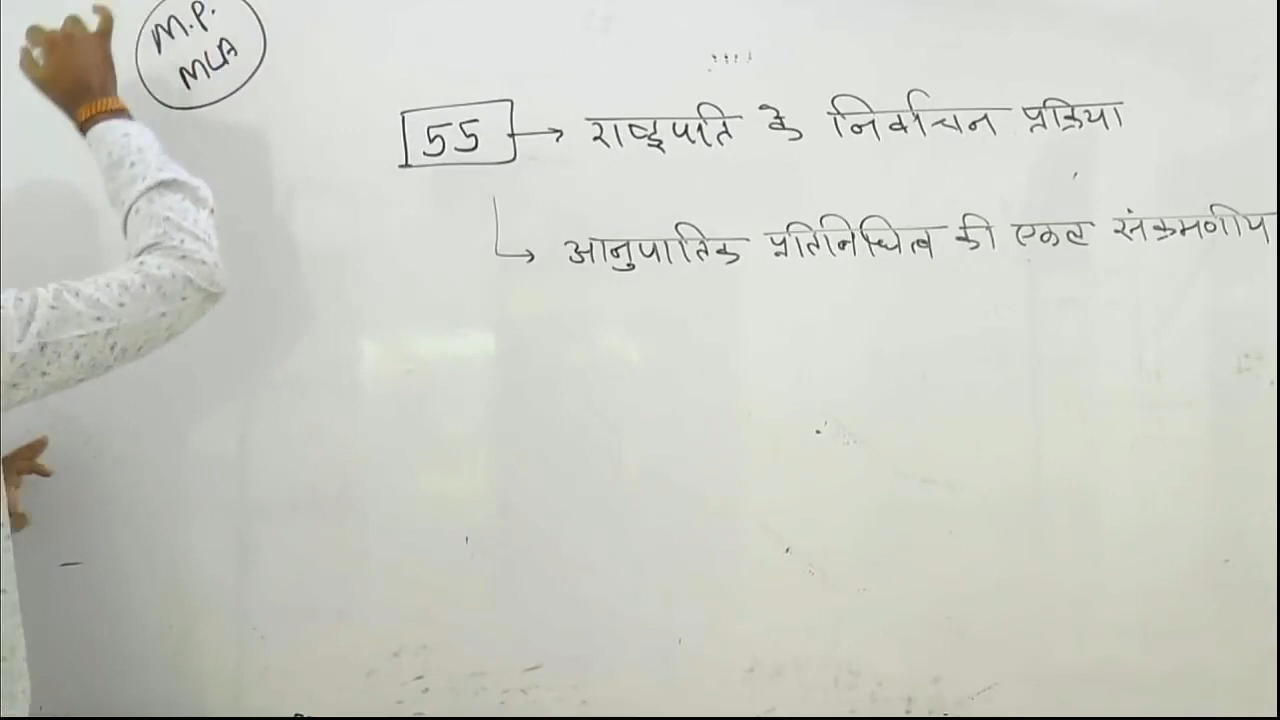 M.P.
MLA
55 → राष्ट्रपति के निर्वाचन प्रक्रिया
आनुपातिक प्रतिनिधित्व की एकल संक्रमणीय